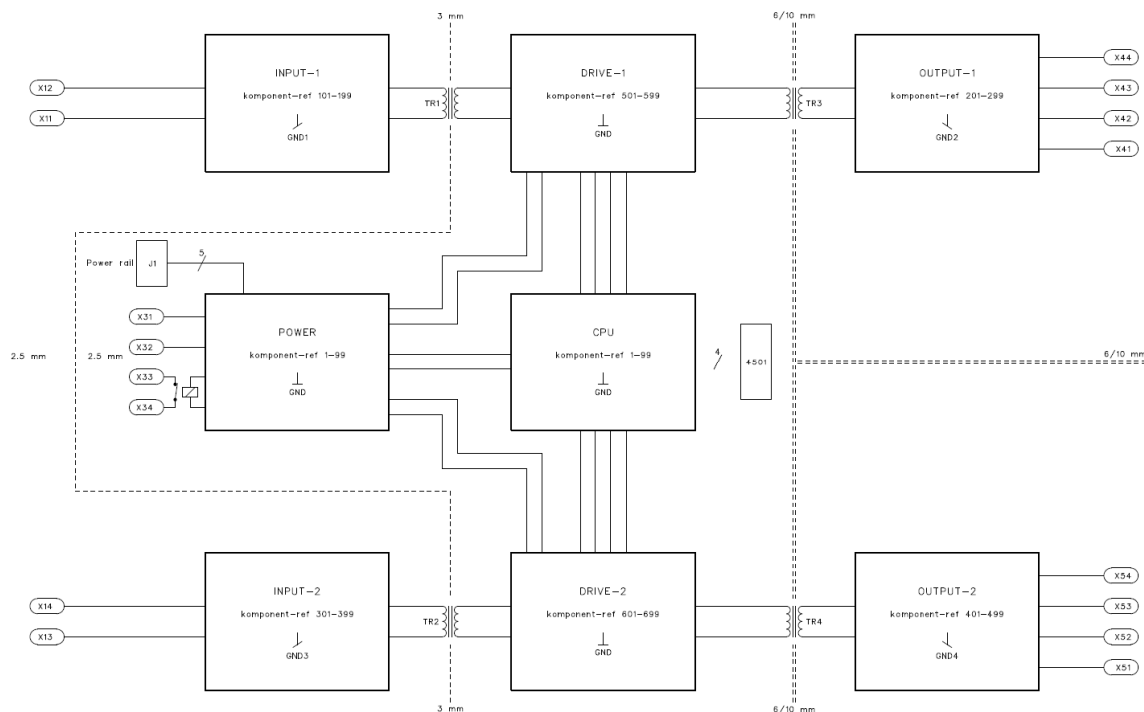 3 mm
6/10 mm
INPUT-1
komponent-ref 101-199
GND1
X12
X11
TR1
DRIVE-1
komponent-ref 501-599
GND
TR3
OUTPUT-1
komponent-ref 201-299
GND2
X44
X43
X42
X41
Power rail
J1
5
X31
X32
X33
X34
2.5 mm
2.5 mm
POWER
komponent-ref 1-99
GND
CPU
komponent-ref 1-99
GND
4
4501
6/10 mm
INPUT-2
komponent-ref 301-399
GND3
X14
X13
TR2
DRIVE-2
komponent-ref 601-699
GND
TR4
OUTPUT-2
komponent-ref 401-499
GND4
X54
X53
X52
X51
3 mm
6/10 mm